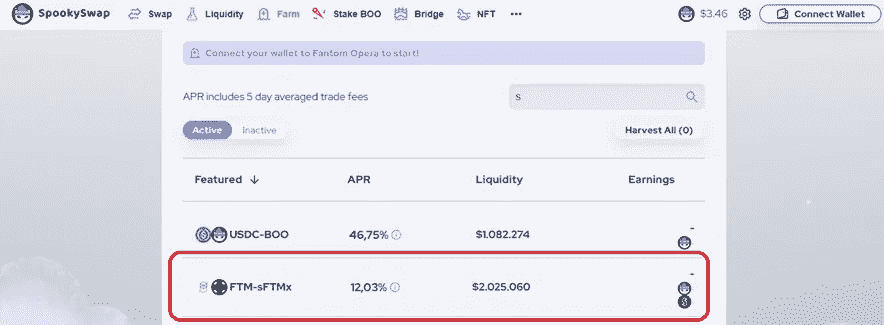 SpookySwap Swap Liquidity Farm Stake BOO Bridge NFT ••• $3.46 Connect Wallet
Connect your wallet to Fantom Opera to start!
APR includes 5 day averaged trade fees s
Active Inactive Harvest All (0)
Featured ↓ APR Liquidity Earnings
USDC-BOO 46,75% $1.082.274 -
FTM-sFTMx 12,03% $2.025.060 -